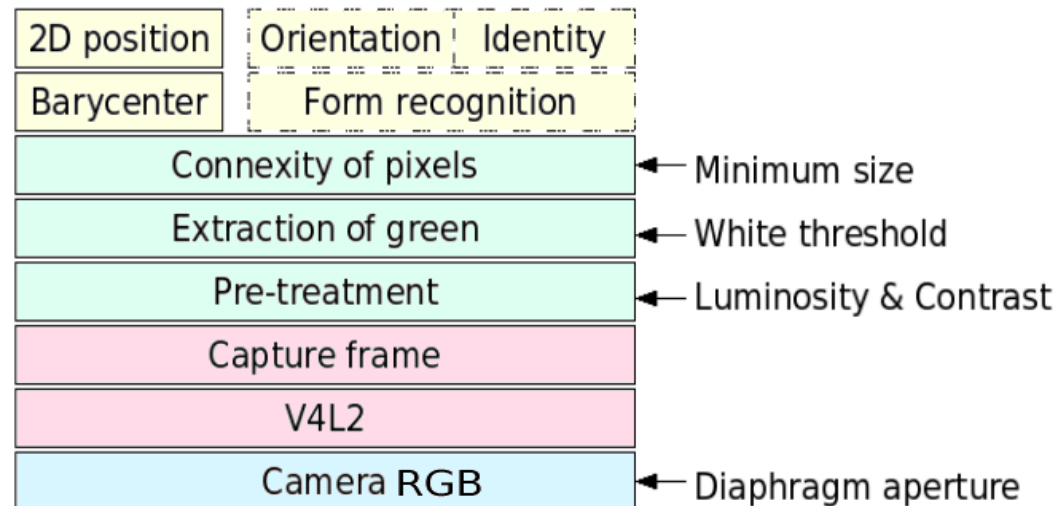 2D position Orientation Identity
Barycenter Form recognition
Connexity of pixels Minimum size
Extraction of green White threshold
Pre-treatment Luminosity & Contrast
Capture frame
V4L2
Camera RGB Diaphragm aperture